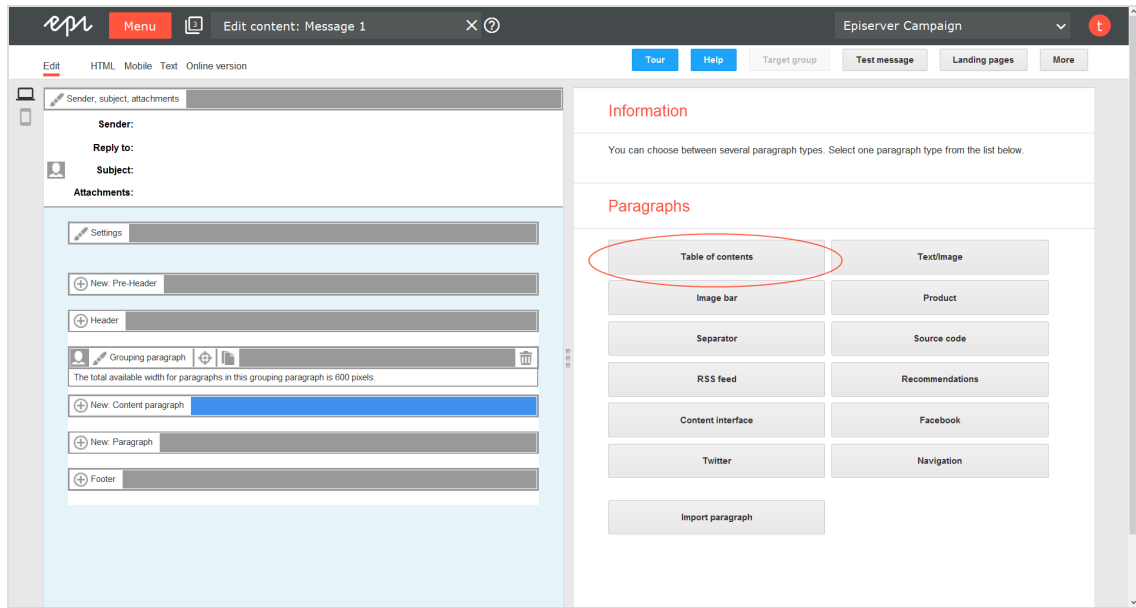 epi Menu 3 Edit content: Message 1 Episerver Campaign t
Edit HTML Mobile Text Online version Tour Help Target group Test message Landing pages More
Sender, subject, attachments
Sender:
Reply to:
Subject:
Attachments:
Settings
New: Pre-Header
Header
Grouping paragraph
The total available width for paragraphs in this grouping paragraph is 600 pixels.
New: Content paragraph
New: Paragraph
Footer
Information
You can choose between several paragraph types. Select one paragraph type from the list below.
Paragraphs
Table of contents Text/Image
Image bar Product
Separator Source code
RSS feed Recommendations
Content interface Facebook
Twitter Navigation
Import paragraph